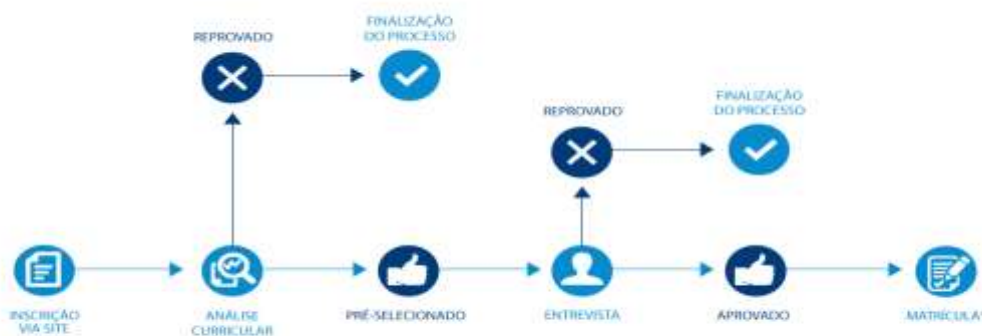 FINALIZAÇÃO
DO PROCESSO
REPROVADO
FINALIZAÇÃO
DO PROCESSO
REPROVADO
INSCRIÇÃO
VIA SITE
ANÁLISE
CURRICULAR
PRÉ-SELECIONADO
ENTREVISTA
APROVADO
MATRÍCULA